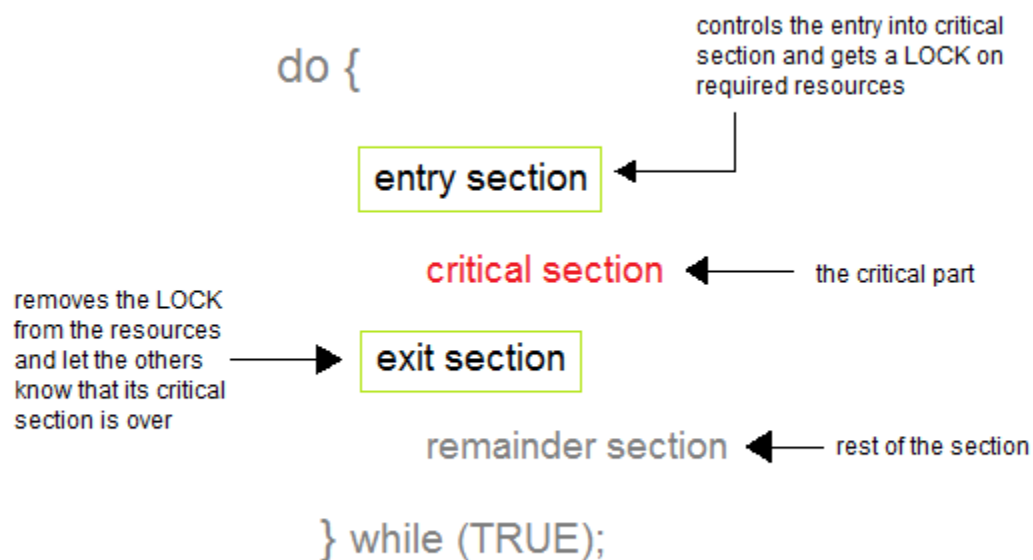 controls the entry into critical
section and gets a LOCK on
required resources
do {
entry section
critical section
the critical part
removes the LOCK
from the resources
and let the others
know that its critical
section is over
exit section
remainder section
rest of the section
} while (TRUE);